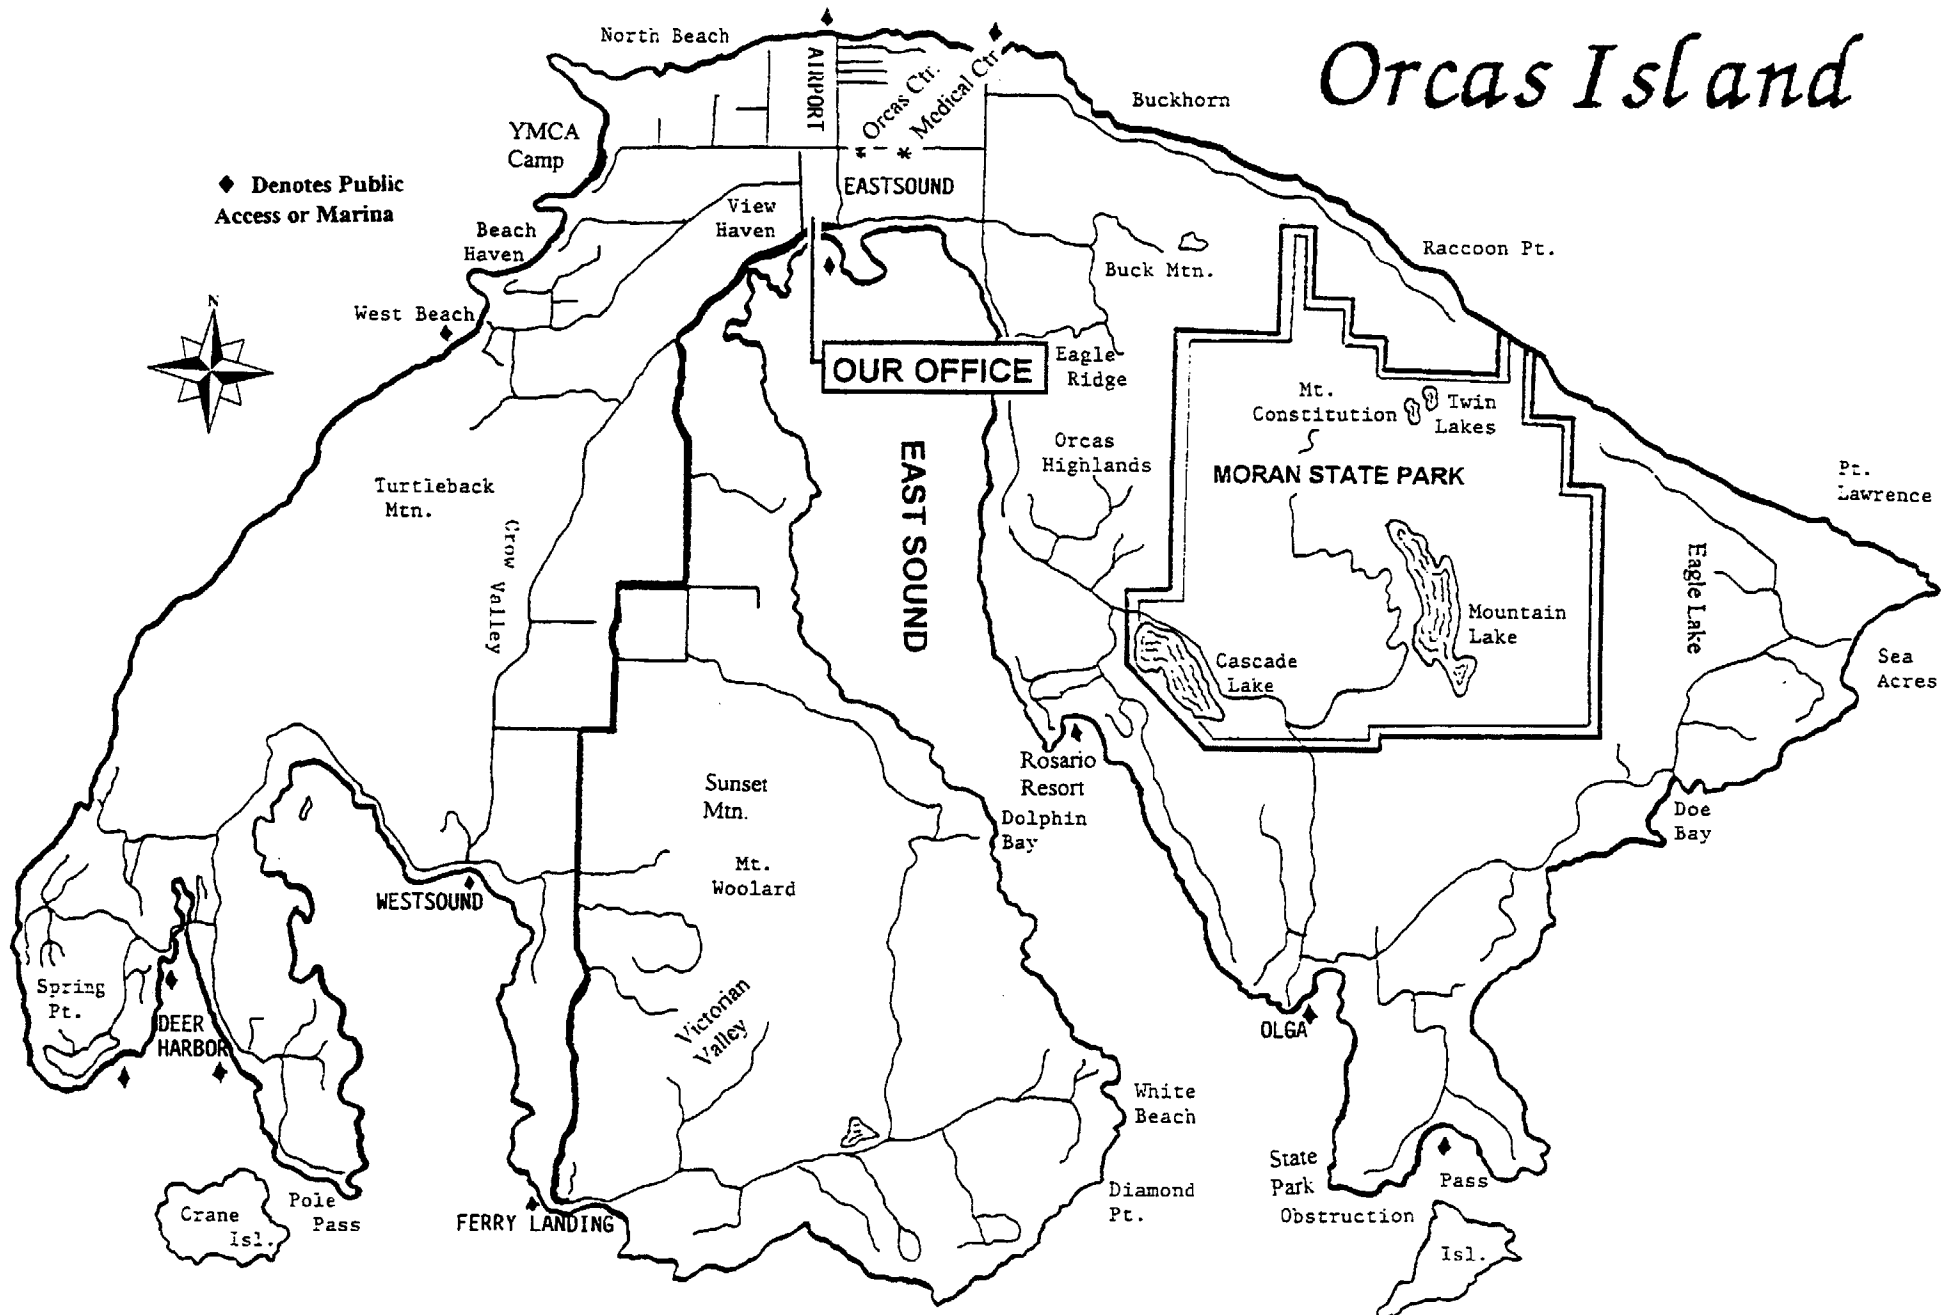 Orcas Island
North Beach
AIRPORT
Orcas Ctr.
Medical Ctr.
Buckhorn
YMCA
Camp
♦ Denotes Public
Access or Marina
EASTSOUND
View
Haven
Beach
Haven
Raccoon Pt.
Buck Mtn.
N
West Beach
OUR OFFICE
Eagle
Ridge
Mt.
Constitution
Twin
Lakes
Orcas
Highlands
EAST SOUND
MORAN STATE PARK
Pt.
Lawrence
Turtleback
Mtn.
Crow Valley
Eagle Lake
Mountain
Lake
Cascade
Lake
Sea
Acres
Rosario
Resort
Sunset
Mtn.
Dolphin
Bay
Doe
Bay
Mt.
Woolard
WESTSOUND
Spring
Pt.
DEER
HARBOR
Victorian
Valley
OLGA
White
Beach
State
Park
Pass
Obstruction
Isl.
Diamond
Pt.
Pole
Pass
Crane
Isl.
FERRY LANDING